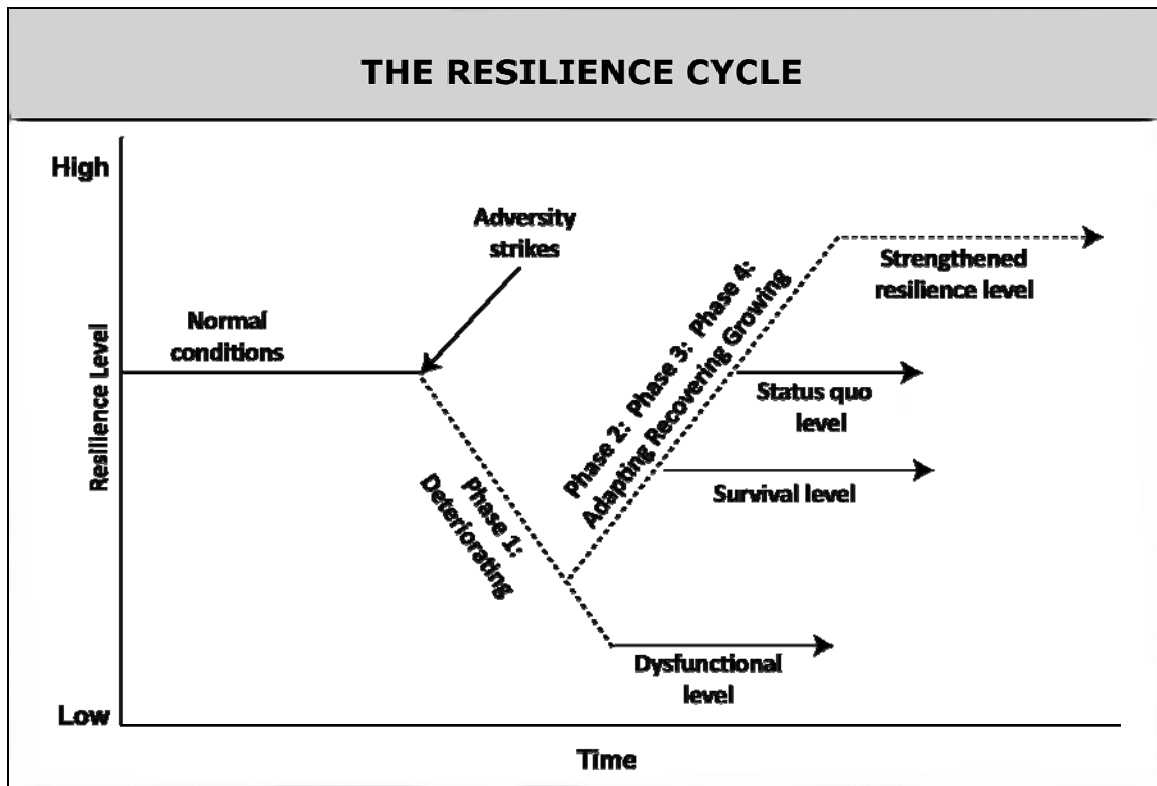 THE RESILIENCE CYCLE
High
Adversity
strikes
Normal
conditions
Resilience Level
Phase 1:
Deteriorating
Phase 2: Phase 3: Phase 4:
Adapting Recovering Growing
Strengthened
resilience level
Status quo
level
Survival level
Dysfunctional
level
Low
Time